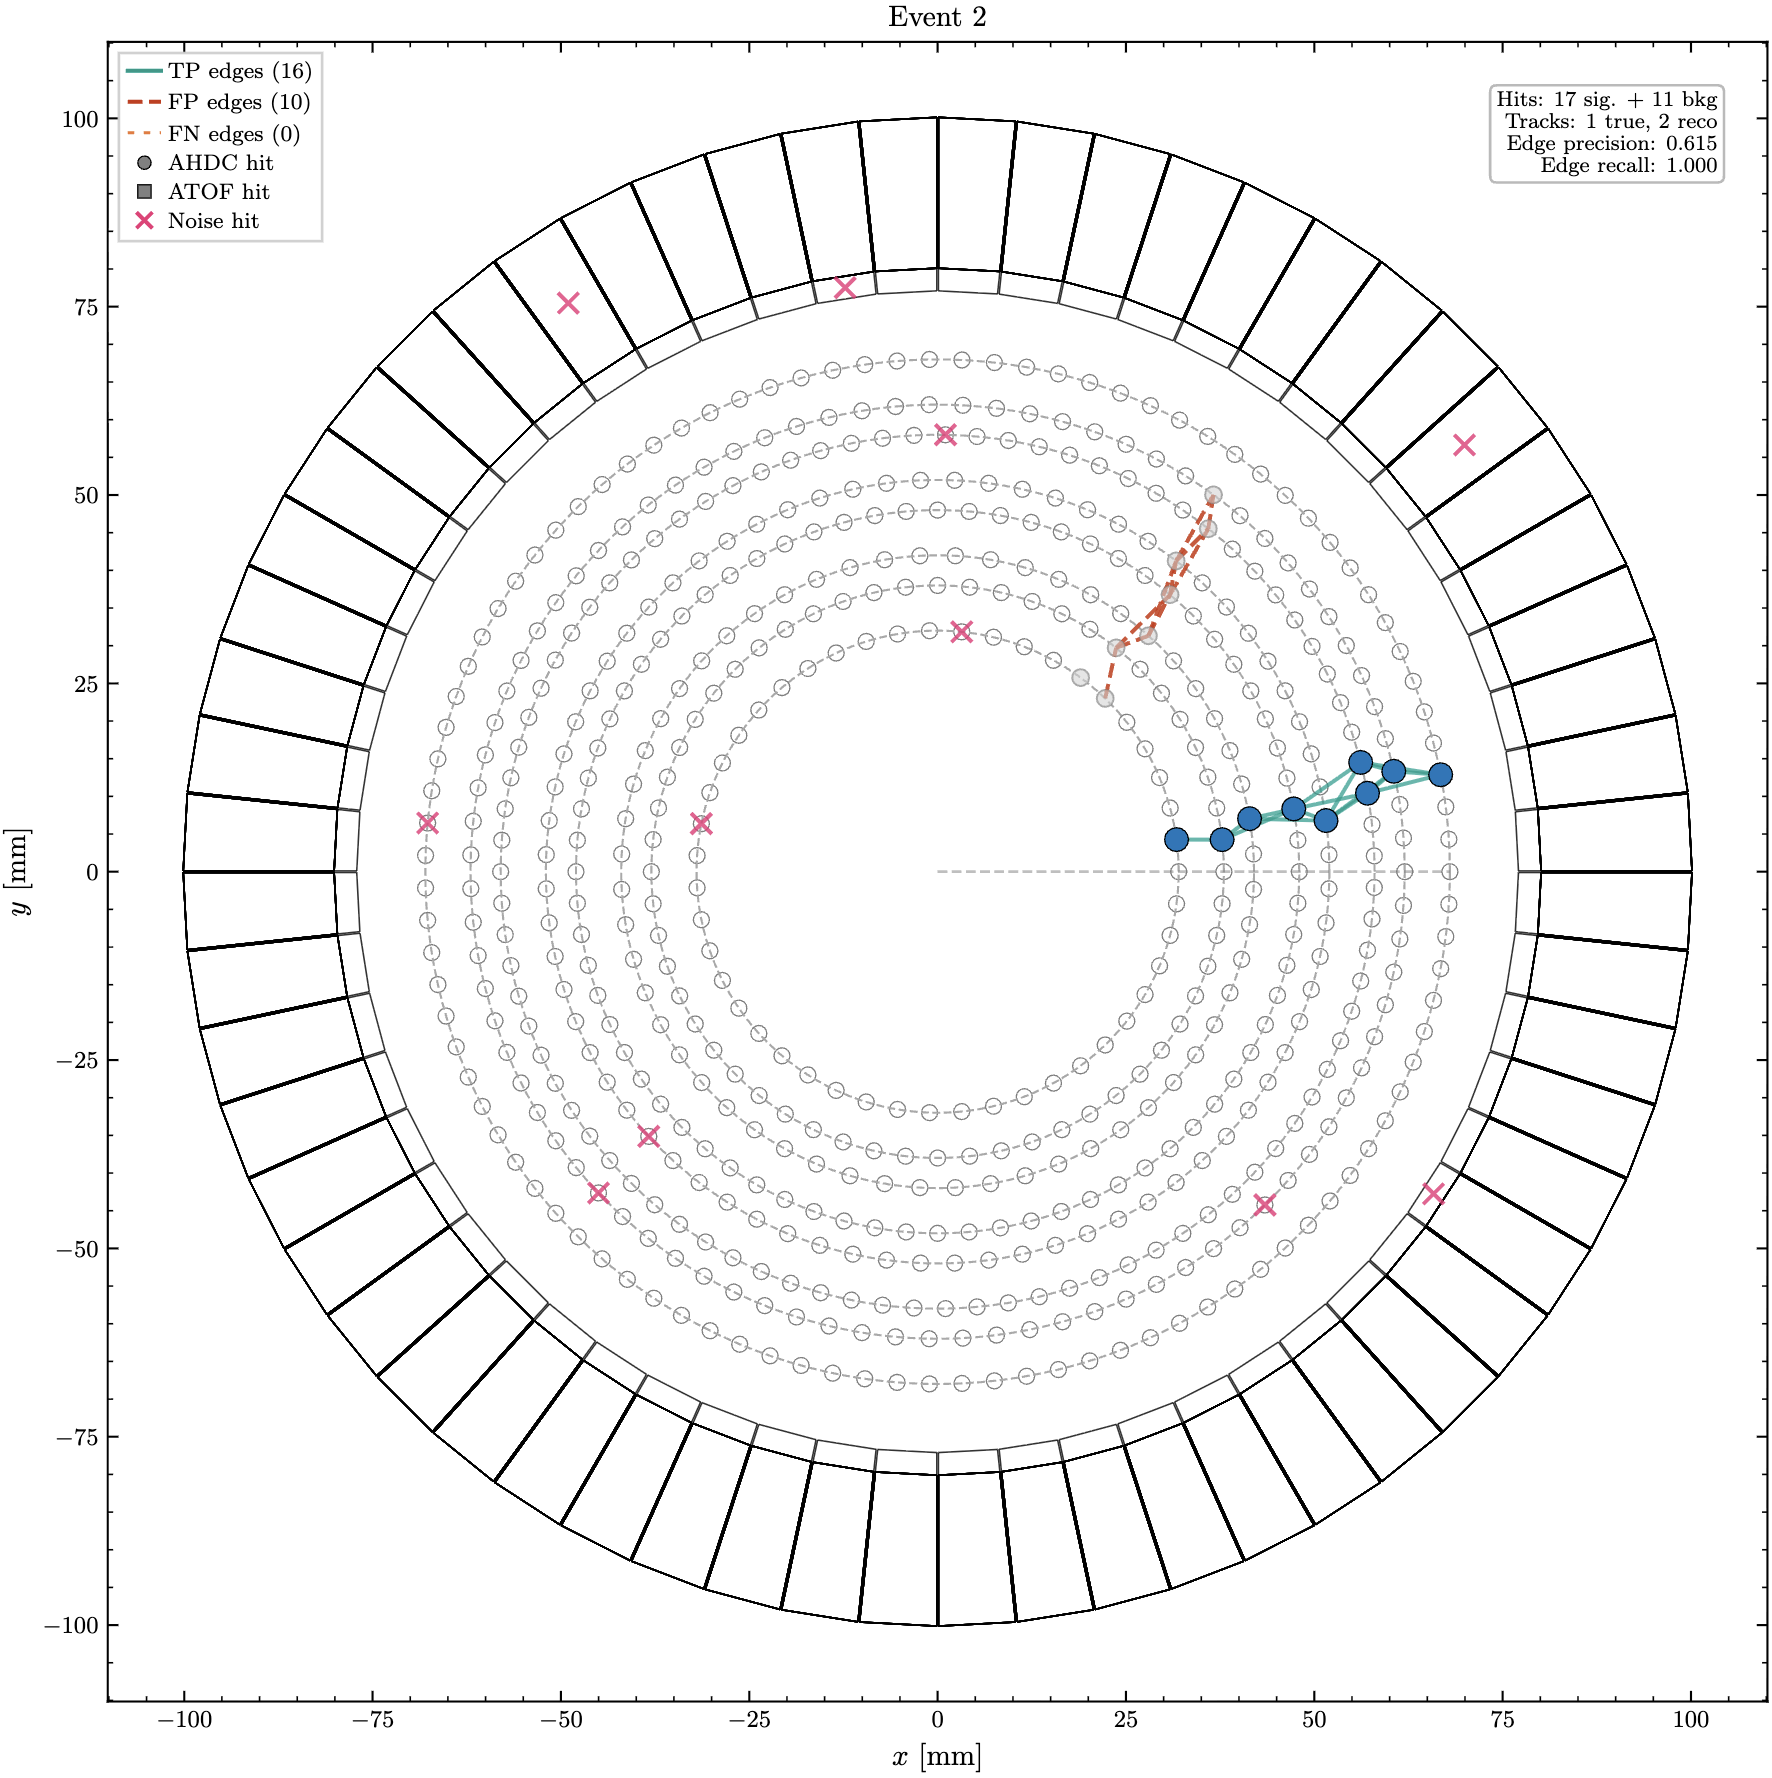 Event 2
TP edges (16)
FP edges (10)
FN edges (0)
AHDC hit
ATOF hit
Noise hit
Hits: 17 sig. + 11 bkg
Tracks: 1 true, 2 reco
Edge precision: 0.615
Edge recall: 1.000
100
75
50
25
0
−25
−50
−75
−100
y [mm]
−100 −75 −50 −25 0 25 50 75 100
x [mm]